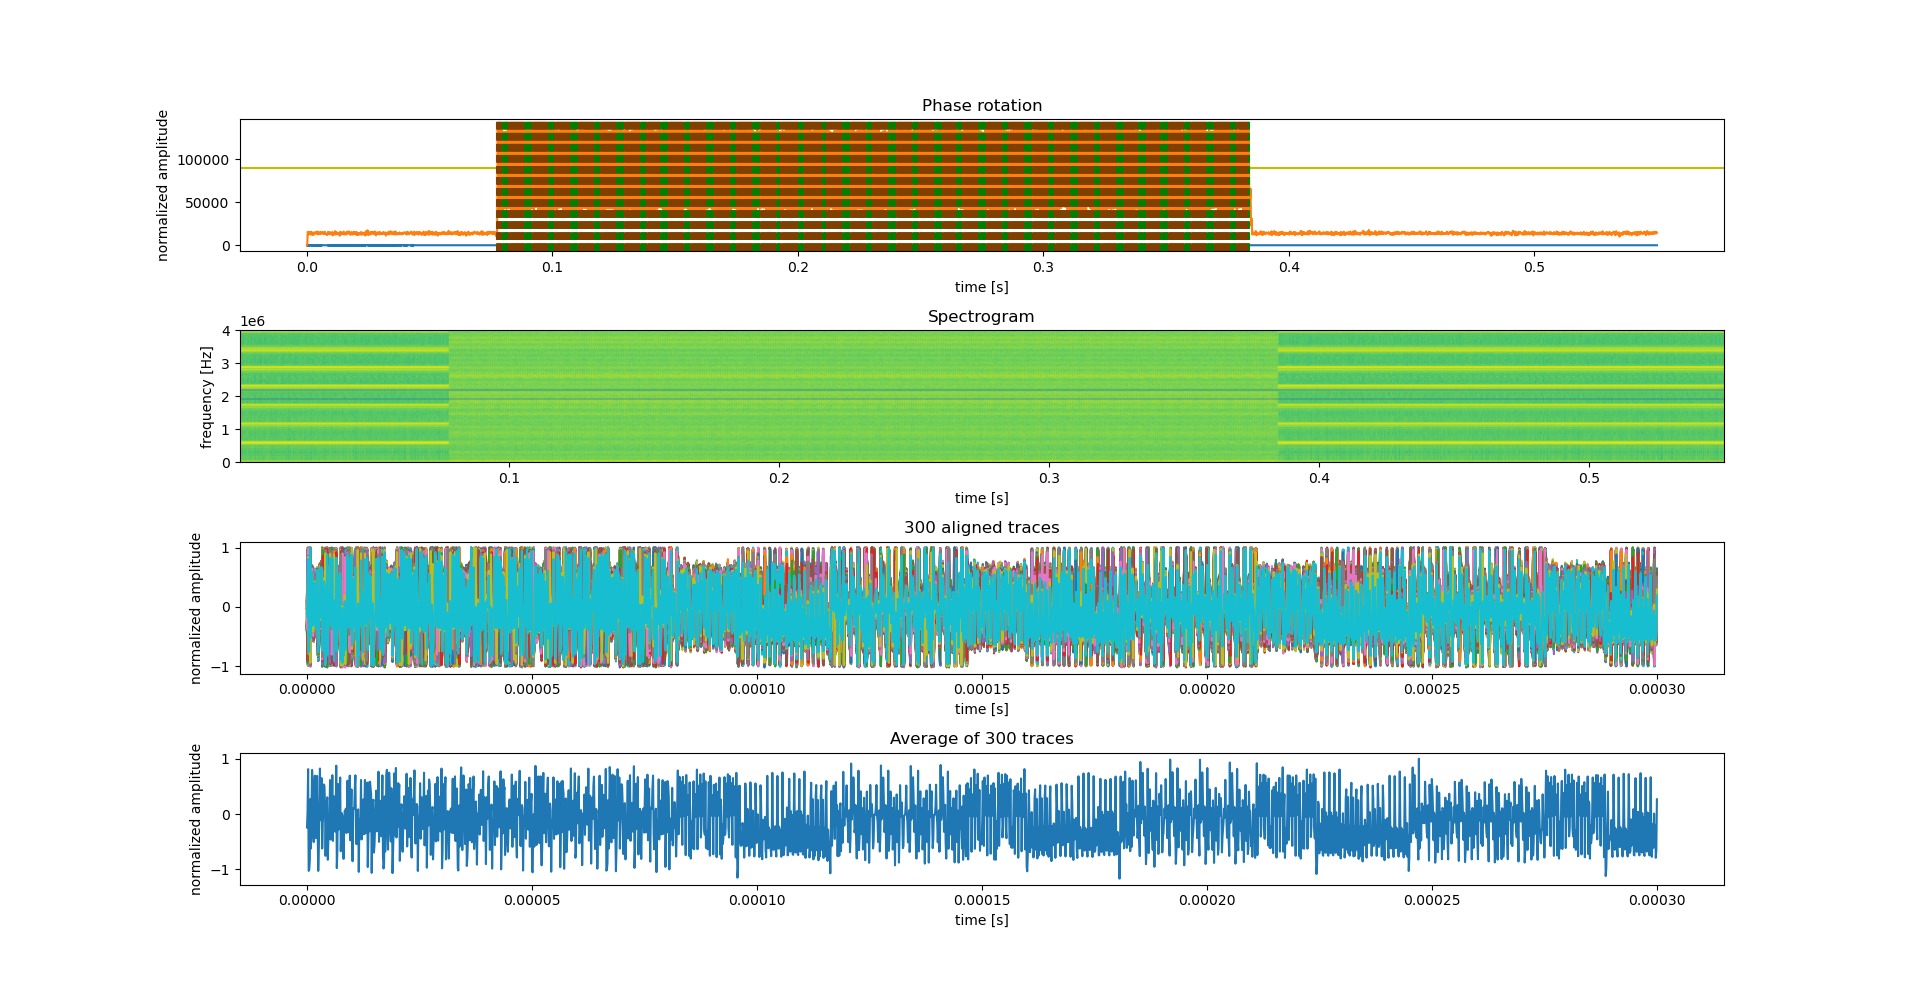 Phase rotation
normalized amplitude
100000
50000
0
0.0 0.1 0.2 0.3 0.4 0.5
time [s]
Spectrogram
1e6
frequency [Hz]
4
3
2
1
0
0.1 0.2 0.3 0.4 0.5
time [s]
300 aligned traces
normalized amplitude
1
0
−1
0.00000 0.00005 0.00010 0.00015 0.00020 0.00025 0.00030
time [s]
Average of 300 traces
normalized amplitude
1
0
−1
0.00000 0.00005 0.00010 0.00015 0.00020 0.00025 0.00030
time [s]